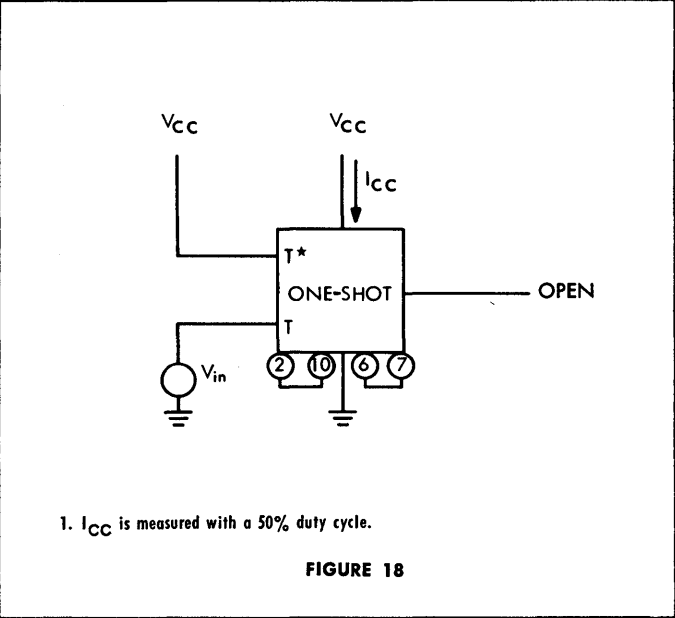 VCC VCC
ICC
T*
ONE-SHOT OPEN
T
2 10 6 7
Vin
1. ICC is measured with a 50% duty cycle.
FIGURE 18